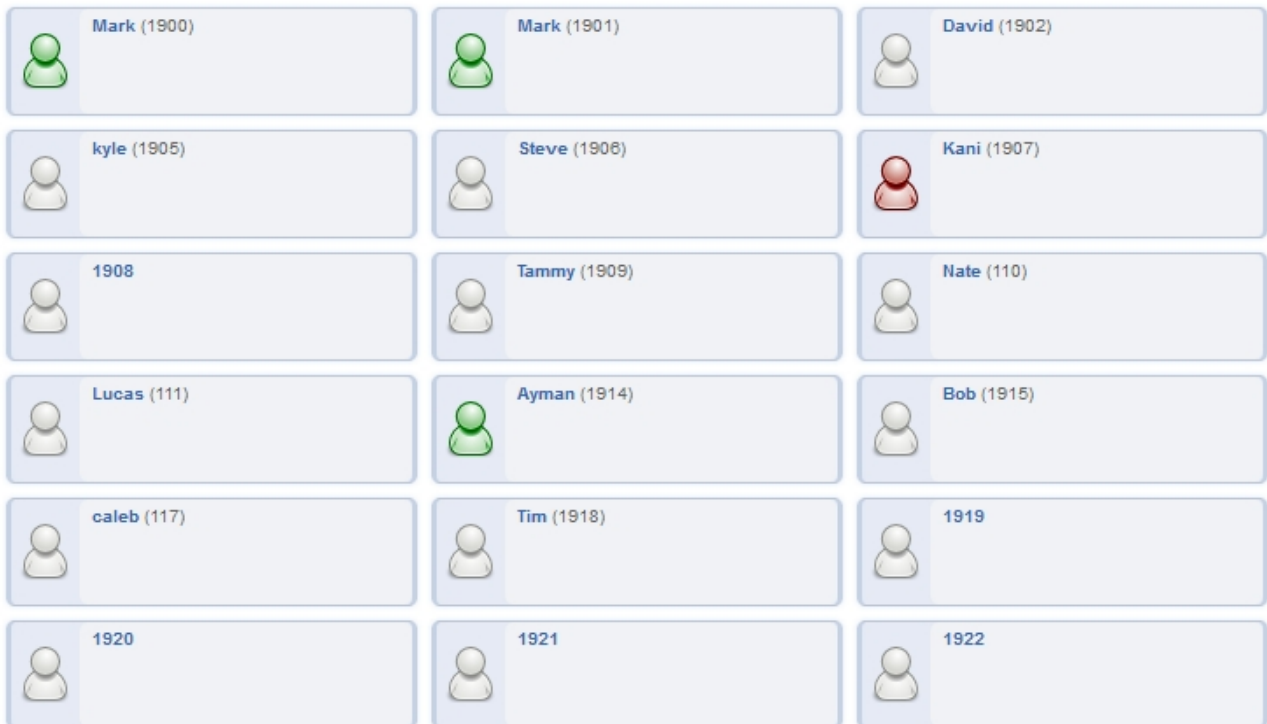 Mark (1900)
Mark (1901)
David (1902)
kyle (1905)
Steve (1906)
Kani (1907)
1908
Tammy (1909)
Nate (110)
Lucas (111)
Ayman (1914)
Bob (1915)
caleb (117)
Tim (1918)
1919
1920
1921
1922